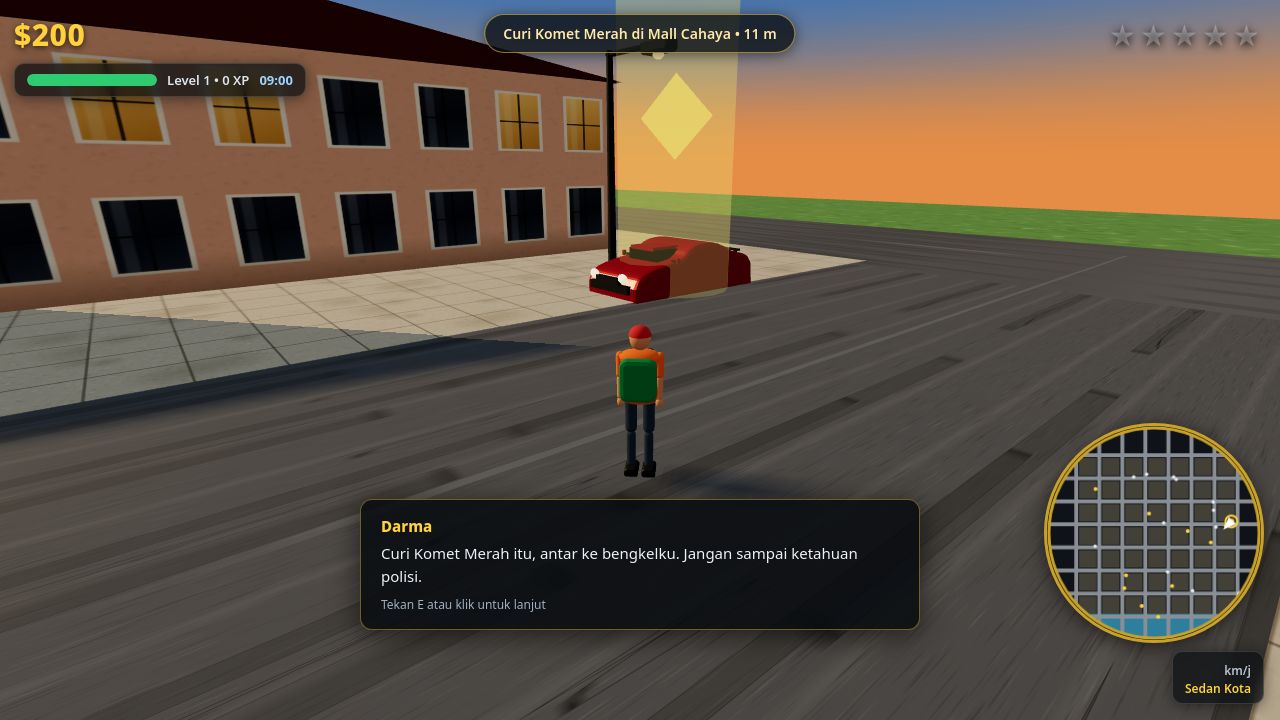 $200
Curi Komet Merah di Mall Cahaya • 11 m
Level 1 • 0 XP 09:00
Darma
Curi Komet Merah itu, antar ke bengkelku. Jangan sampai ketahuan
polisi.
Tekan E atau klik untuk lanjut
km/j
Sedan Kota